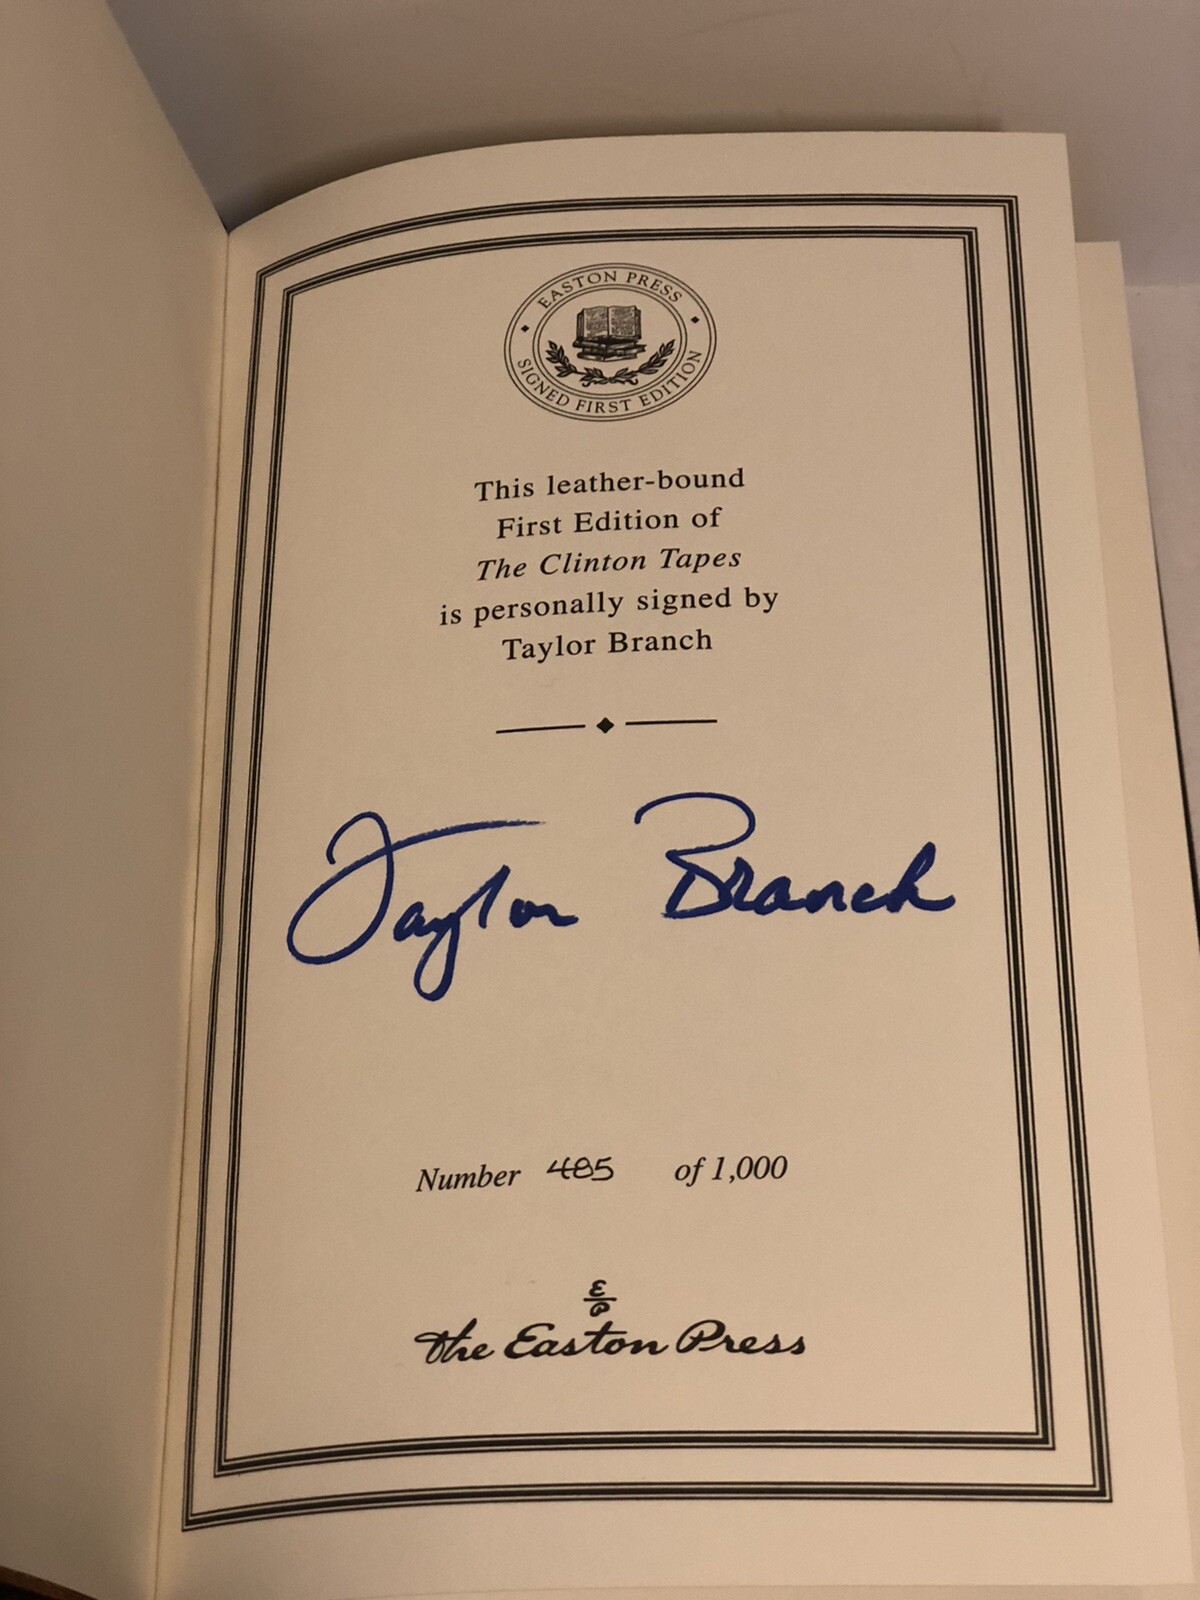 EASTON PRESS
SIGNED FIRST EDITION
This leather-bound
First Edition of
The Clinton Tapes
is personally signed by
Taylor Branch
Taylor Branch
Number 485 of 1,000
E
P
The Easton Press